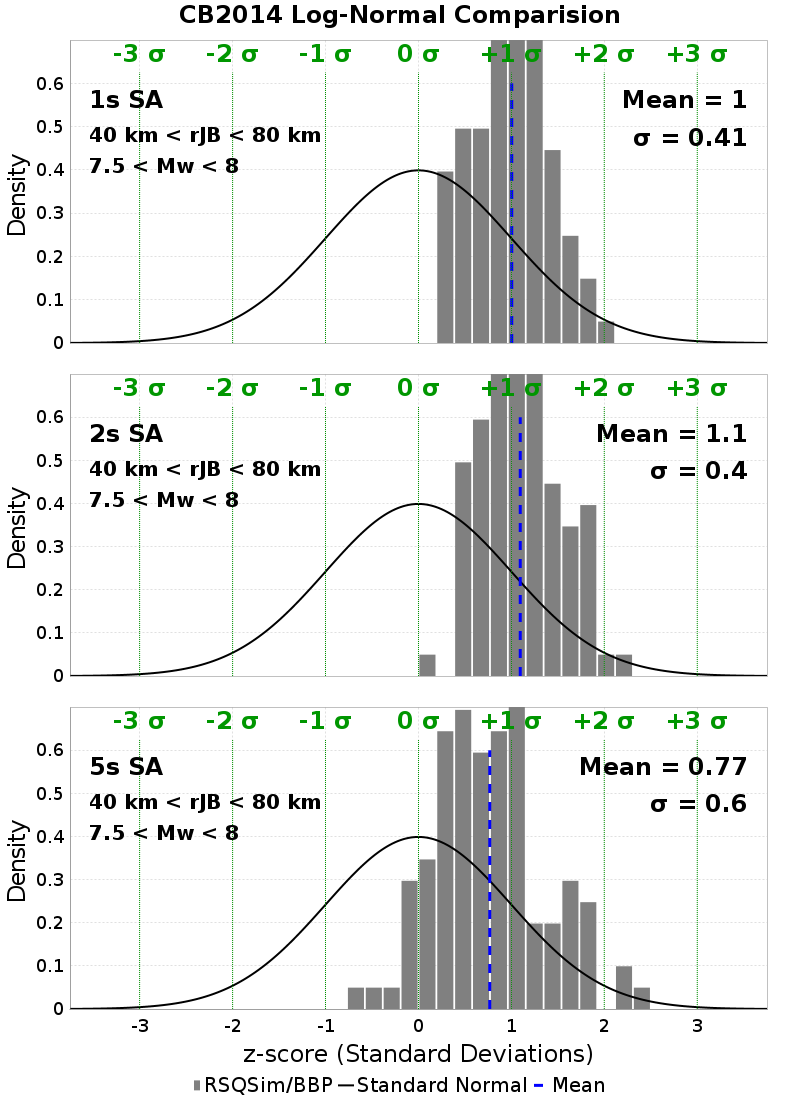 CB2014 Log-Normal Comparision
-3 σ -2 σ -1 σ 0 σ +1 σ +2 σ +3 σ
1s SA
40 km < rJB < 80 km
7.5 < Mw < 8
Mean = 1
σ = 0.41
Density
0.6
0.5
0.4
0.3
0.2
0.1
0
-3 σ -2 σ -1 σ 0 σ +1 σ +2 σ +3 σ
2s SA
40 km < rJB < 80 km
7.5 < Mw < 8
Mean = 1.1
σ = 0.4
Density
0.6
0.5
0.4
0.3
0.2
0.1
0
-3 σ -2 σ -1 σ 0 σ +1 σ +2 σ +3 σ
5s SA
40 km < rJB < 80 km
7.5 < Mw < 8
Mean = 0.77
σ = 0.6
Density
0.6
0.5
0.4
0.3
0.2
0.1
0
-3 -2 -1 0 1 2 3
z-score (Standard Deviations)
RSQSim/BBP Standard Normal Mean